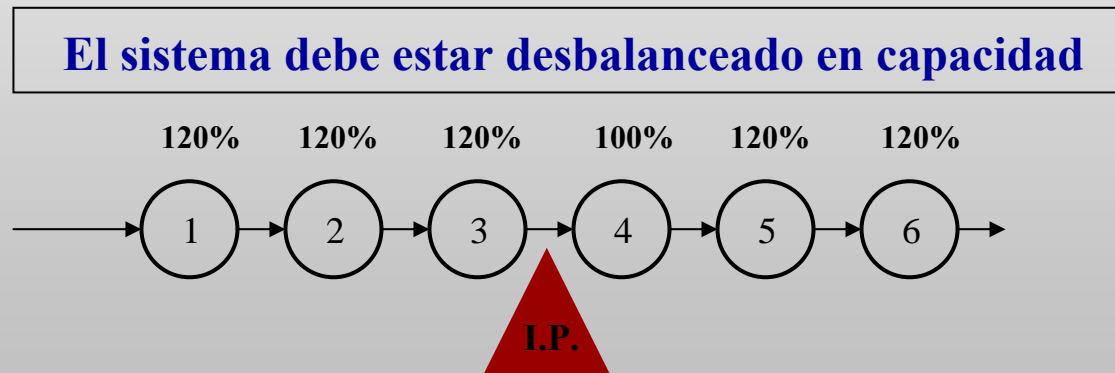 El sistema debe estar desbalanceado en capacidad
120% 120% 120% 100% 120% 120%
1 2 3 4 5 6
I.P.